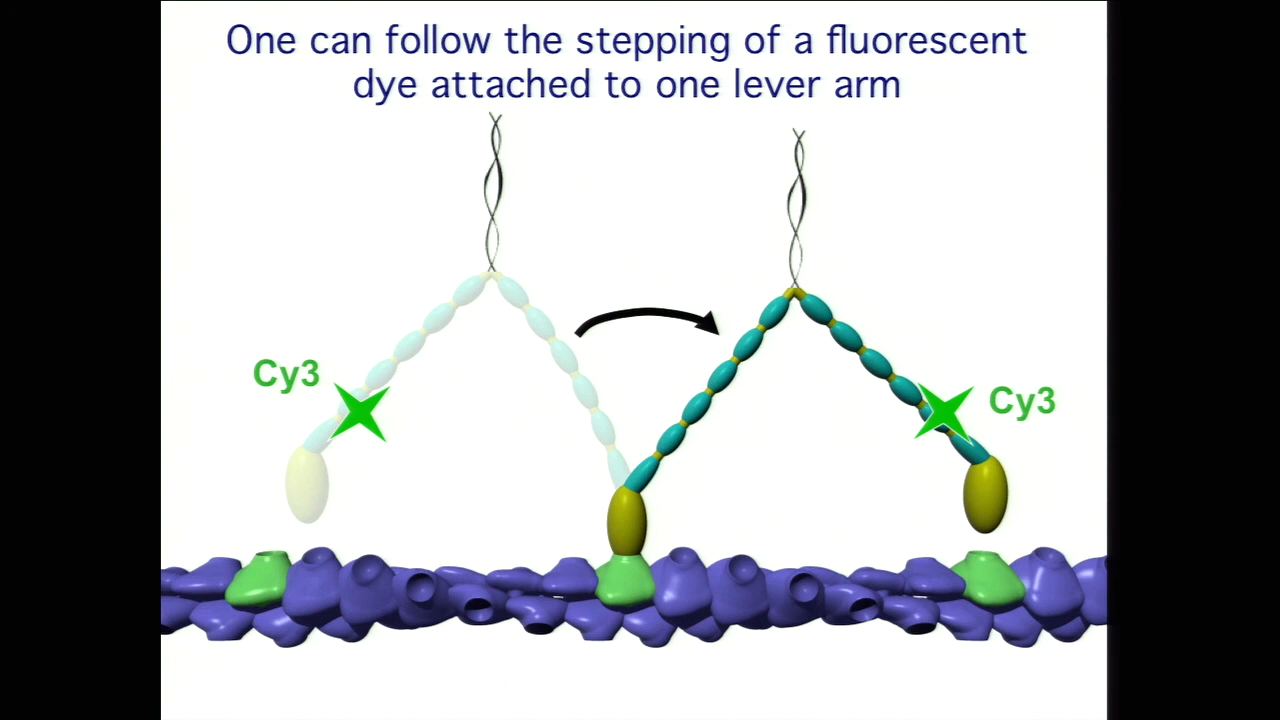 One can follow the stepping of a fluorescent
dye attached to one lever arm
Cy3
Cy3